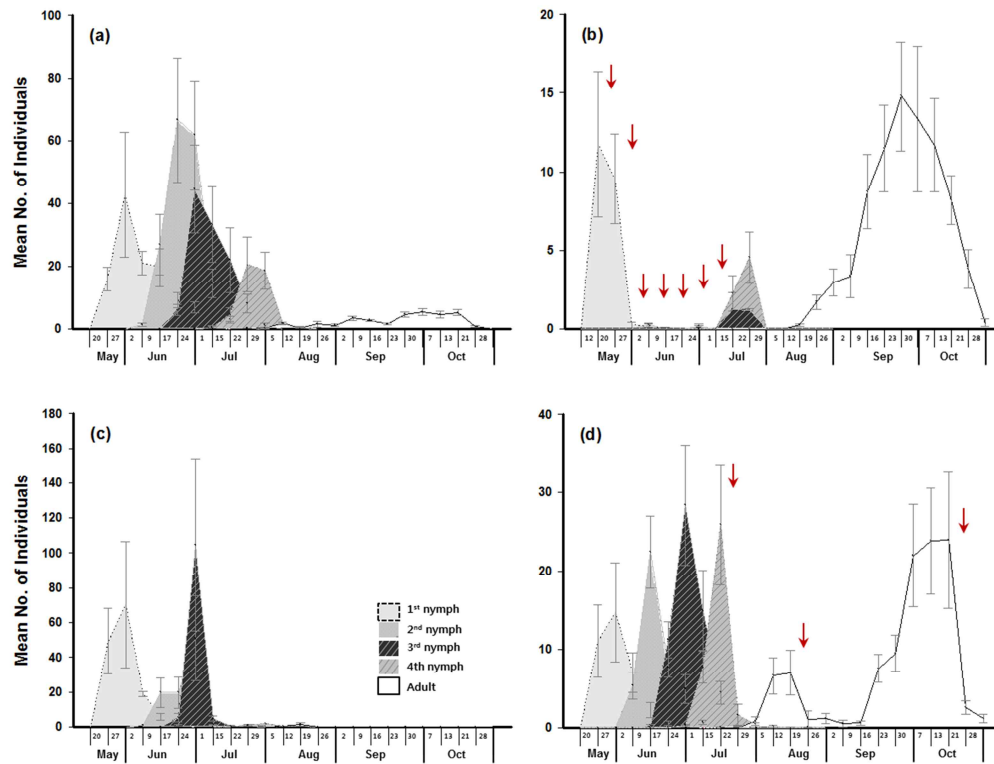 (a)
Mean No. of Individuals
100
80
60
40
20
0
20 27 2 9 17 24 1 15 22 29 5 12 19 26 2 9 16 23 30 7 13 21 28
May Jun Jul Aug Sep Oct
(b)
20
15
10
5
0
12 20 27 2 9 16 24 1 15 22 29 5 12 19 26 2 9 16 23 30 7 13 21 28
May Jun Jul Aug Sep Oct
(c)
Mean No. of Individuals
180
160
140
120
100
80
60
40
20
0
1st nymph
2nd nymph
3rd nymph
4th nymph
Adult
20 27 2 9 17 24 1 15 22 29 5 12 19 26 2 9 16 23 30 7 13 21 28
May Jun Jul Aug Sep Oct
(d)
40
30
20
10
0
20 27 2 9 17 24 1 15 22 29 5 12 19 26 2 9 16 23 30 7 13 21 28
May Jun Jul Aug Sep Oct